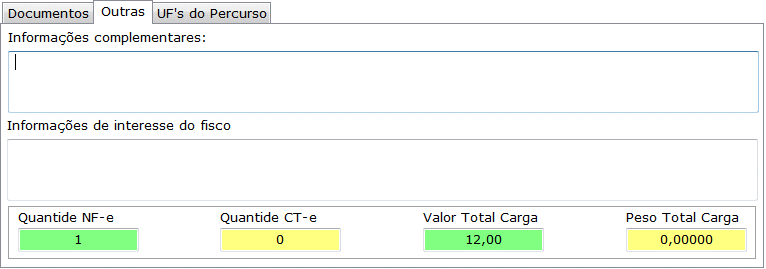 Documentos Outras UF's do Percurso
Informações complementares:
Informações de interesse do fisco
Quantide NF-e Quantide CT-e Valor Total Carga Peso Total Carga
1 0 12,00 0,00000